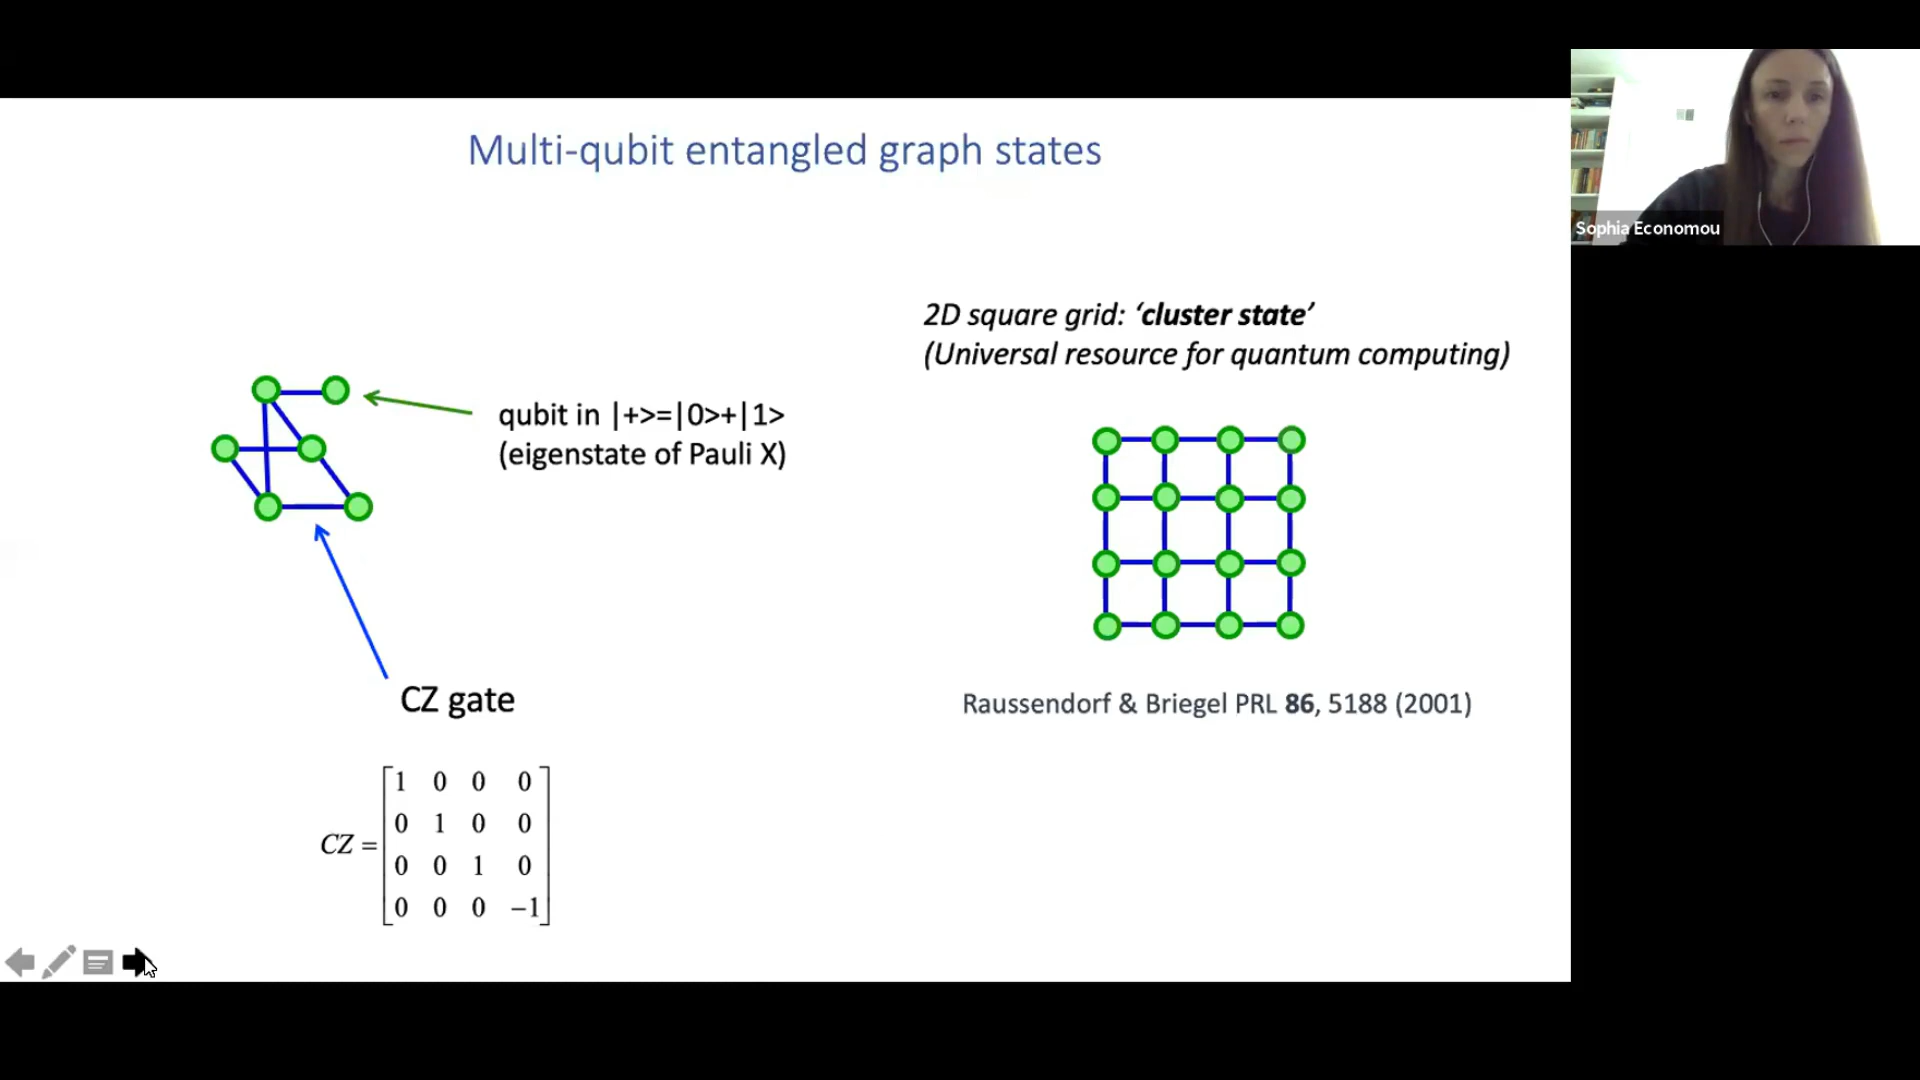 Multi-qubit entangled graph states
Sophia Economou
2D square grid: ‘cluster state’
(Universal resource for quantum computing)
qubit in |+>=|0>+|1>
(eigenstate of Pauli X)
CZ gate
Raussendorf & Briegel PRL 86, 5188 (2001)
CZ =
1 0 0 0
0 1 0 0
0 0 1 0
0 0 0 −1